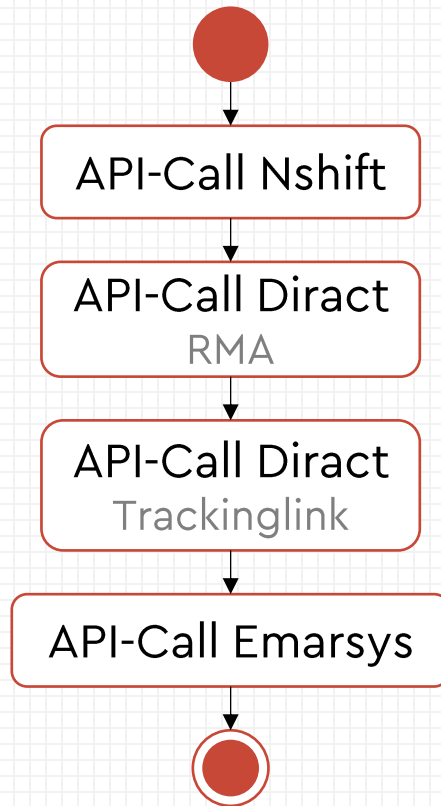 API-Call Nshift
API-Call Diract
RMA
API-Call Diract
Trackinglink
API-Call Emarsys